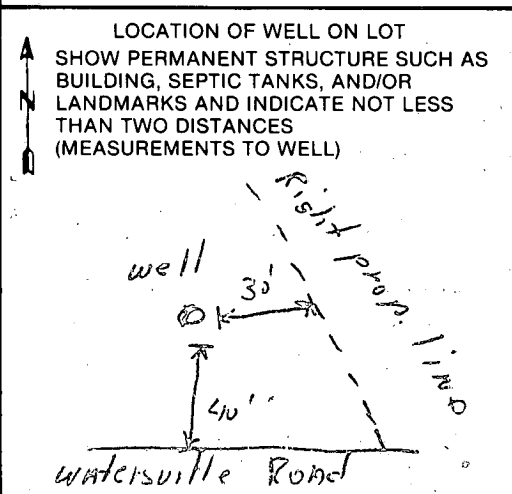 LOCATION OF WELL ON LOT
SHOW PERMANENT STRUCTURE SUCH AS
BUILDING, SEPTIC TANKS, AND/OR
LANDMARKS AND INDICATE NOT LESS
THAN TWO DISTANCES
(MEASUREMENTS TO WELL)
N
Right prop. line
well
30'
40'
Watersville Road